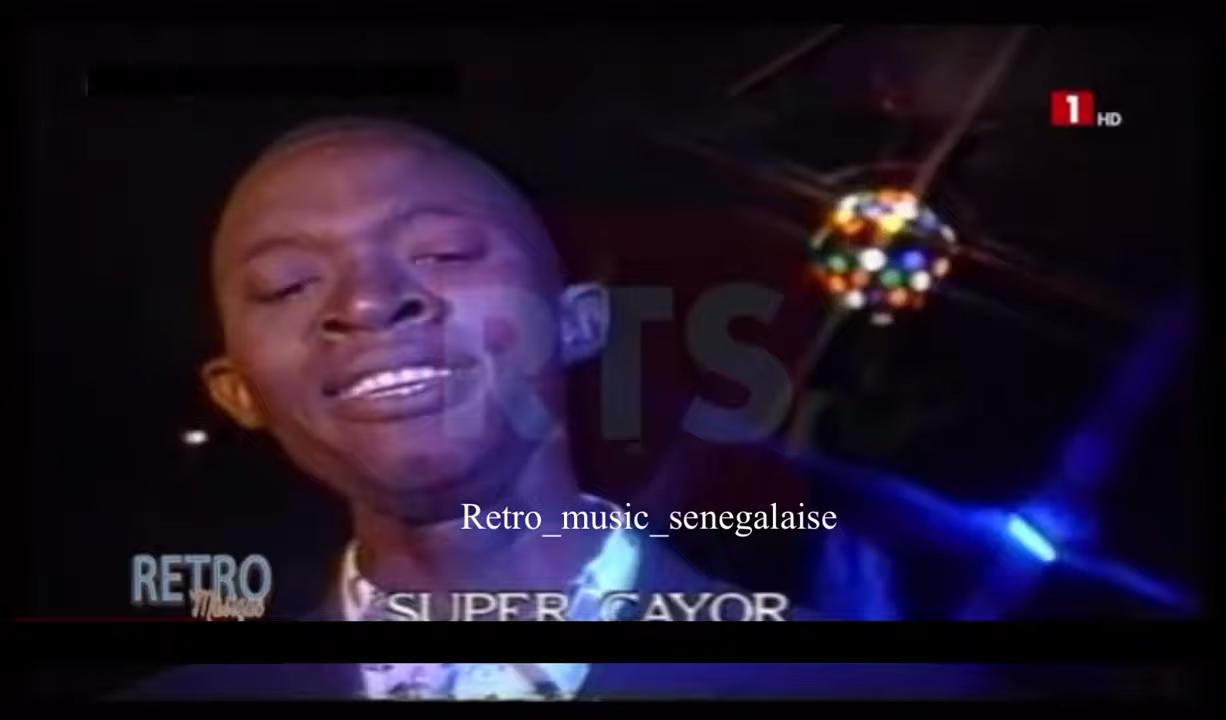 1 HD
RTS
Retro_music_senegalaise
RETRO
Musique
SUPER CAYOR